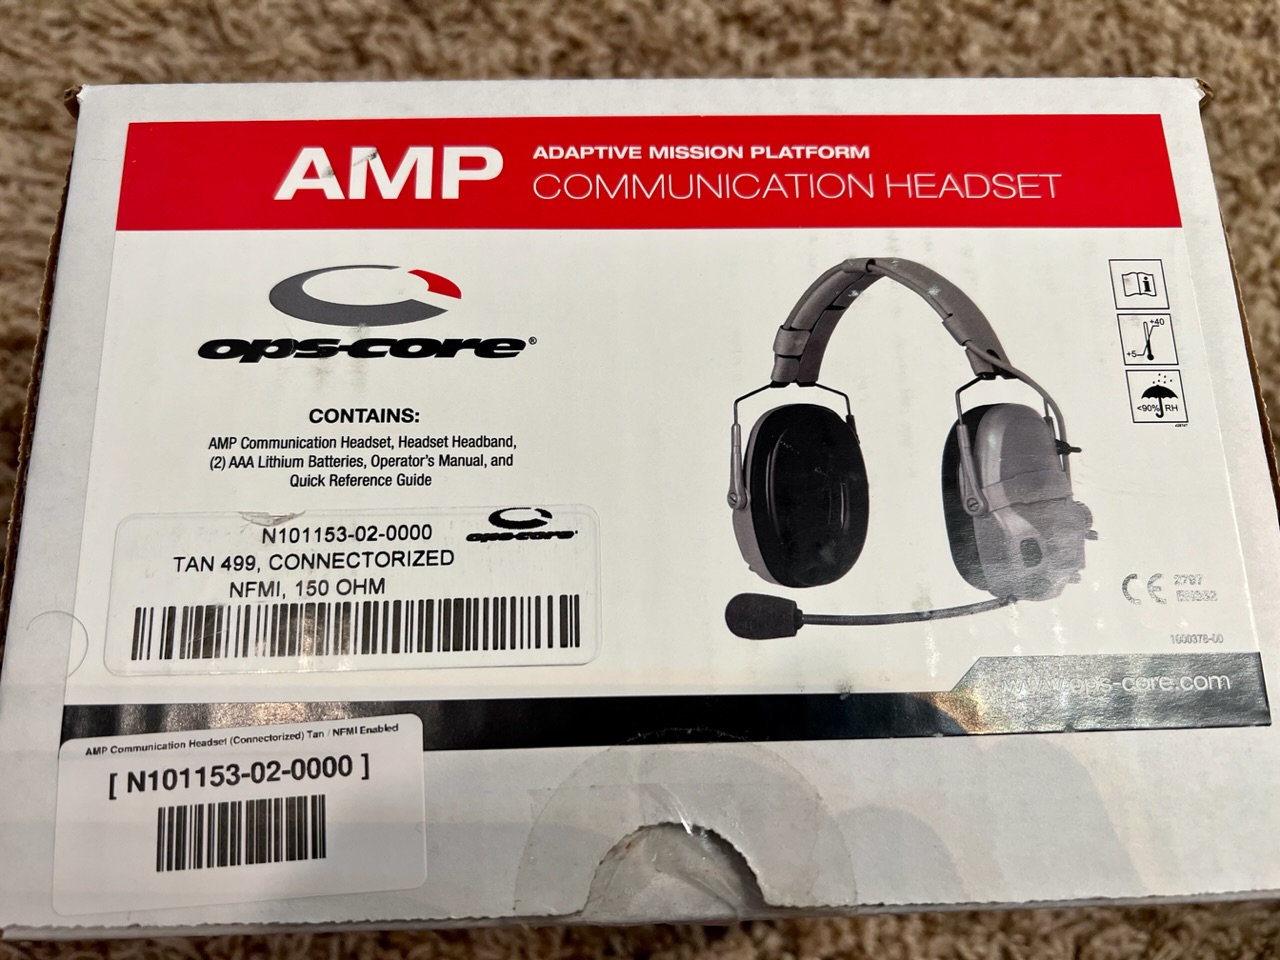 AMP
ADAPTIVE MISSION PLATFORM
COMMUNICATION HEADSET
ops-core®
CONTAINS:
AMP Communication Headset, Headset Headband,
(2) AAA Lithium Batteries, Operator's Manual, and
Quick Reference Guide
+40
+5
<90% RH
N101153-02-0000
ops-core
TAN 499, CONNECTORIZED
NFMI, 150 OHM
CE 2797
EN352
1000378-00
www.ops-core.com
AMP Communication Headset (Connectorized) Tan / NFMI Enabled
[ N101153-02-0000 ]